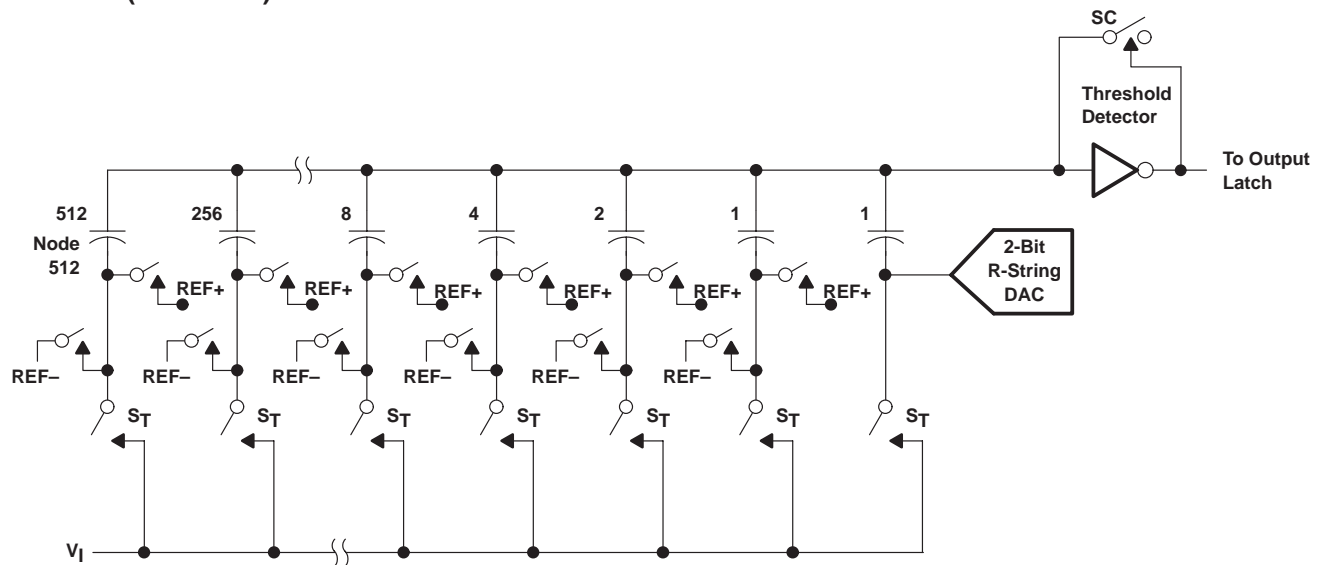 SC
Threshold
Detector
To Output
Latch
512
256
8
4
2
1
1
Node
512
REF+
REF+
REF+
REF+
REF+
REF+
2-Bit
R-String
DAC
REF–
REF–
REF–
REF–
REF–
REF–
ST
ST
ST
ST
ST
ST
ST
VI